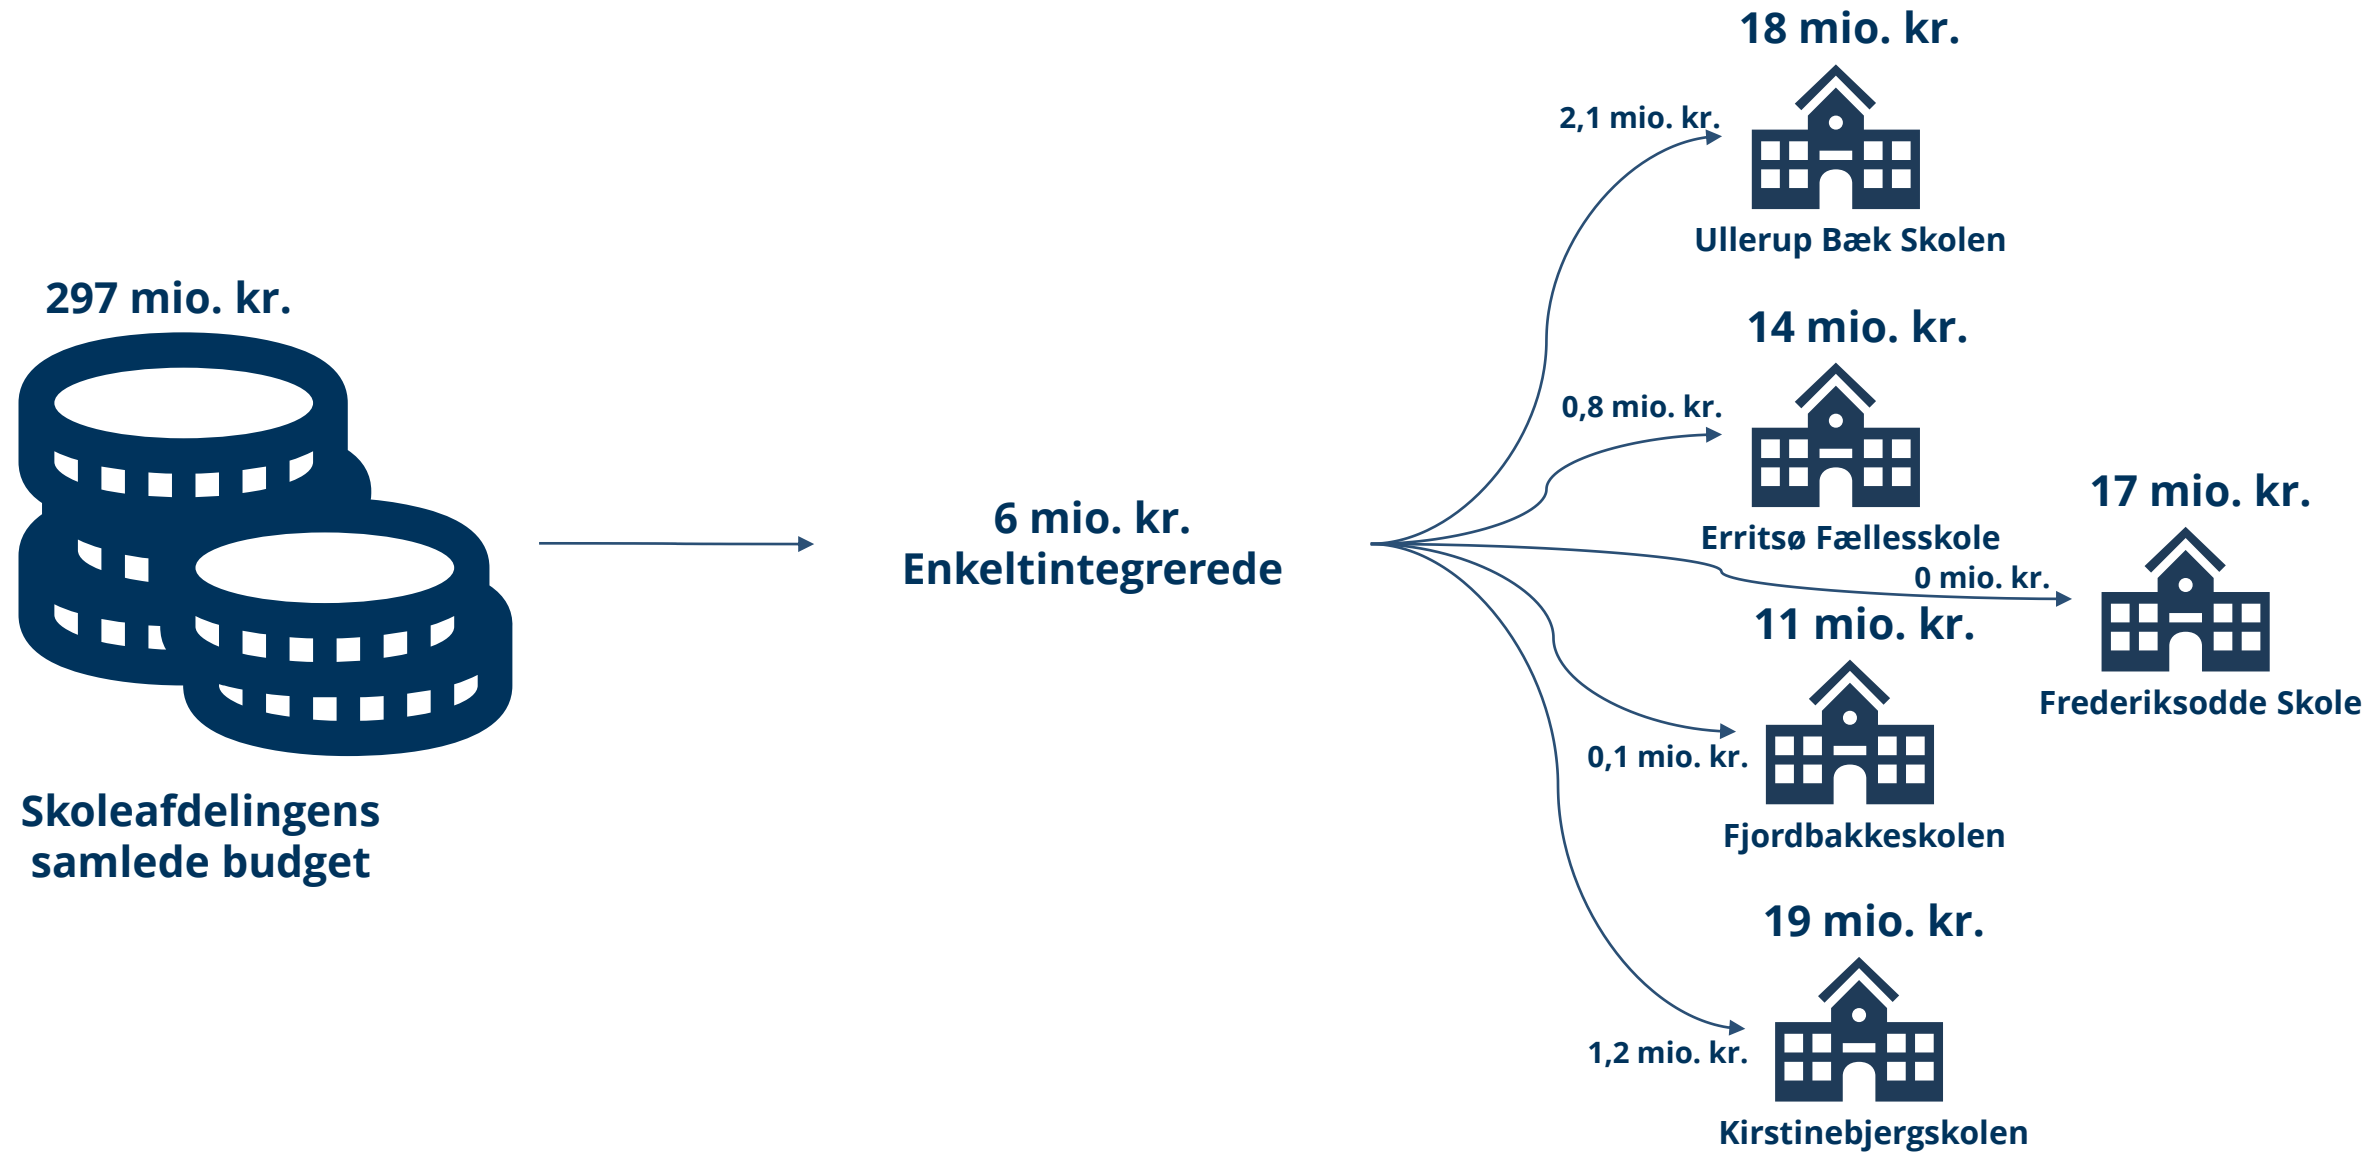 297 mio. kr.
Skoleafdelingens
samlede budget
6 mio. kr.
Enkeltintegrerede
18 mio. kr.
2,1 mio. kr.
Ullerup Bæk Skolen
14 mio. kr.
0,8 mio. kr.
Erritsø Fællesskole
17 mio. kr.
0 mio. kr.
Frederiksodde Skole
11 mio. kr.
0,1 mio. kr.
Fjordbakkeskolen
19 mio. kr.
1,2 mio. kr.
Kirstinebjergskolen